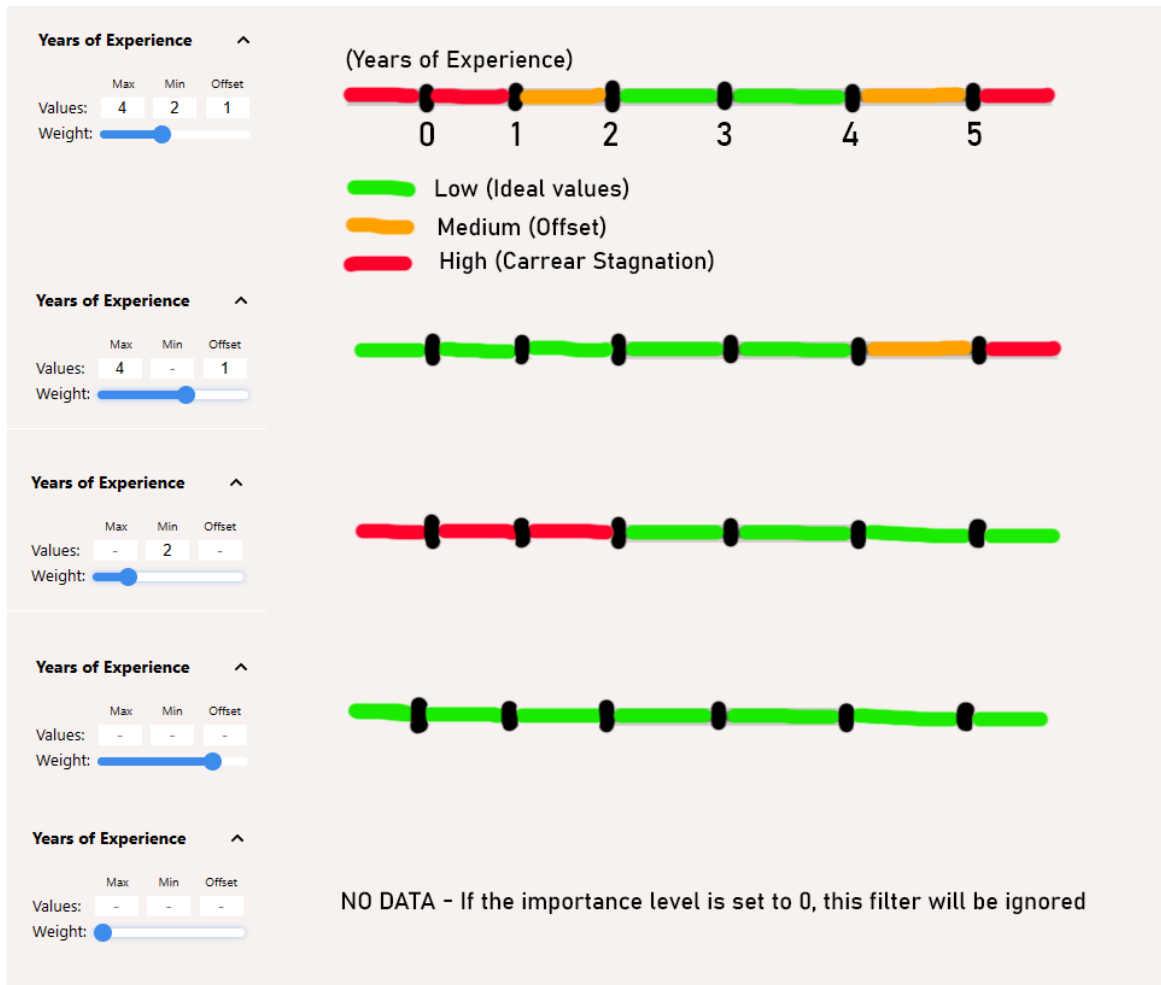 Years of Experience
Max Min Offset
Values: 4 2 1
Weight:
(Years of Experience)
0 1 2 3 4 5
Low (Ideal values)
Medium (Offset)
High (Carrear Stagnation)
Years of Experience
Max Min Offset
Values: 4 - 1
Weight:
Years of Experience
Max Min Offset
Values: - 2 -
Weight:
Years of Experience
Max Min Offset
Values: - - -
Weight:
Years of Experience
Max Min Offset
Values: - - -
Weight:
NO DATA - If the importance level is set to 0, this filter will be ignored